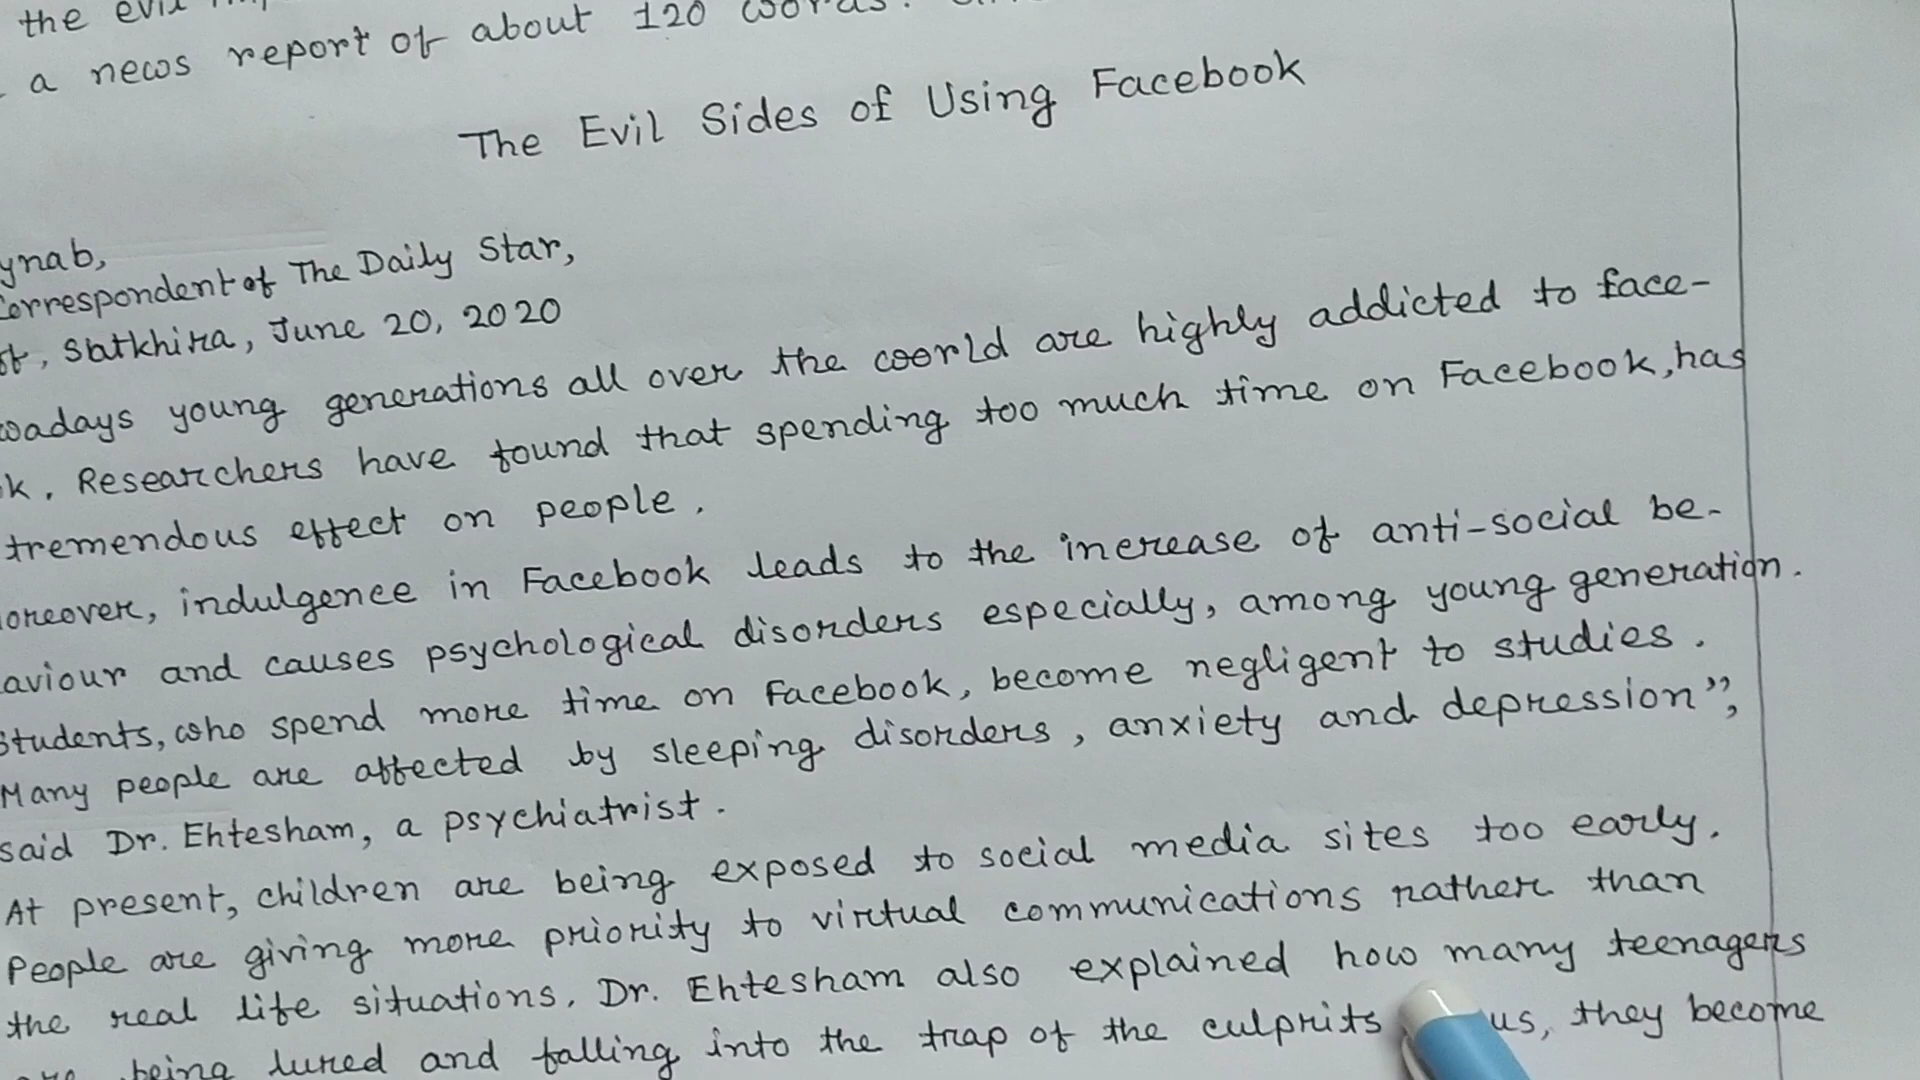 the evil
a news report of about 120 words.
The Evil Sides of Using Facebook
ynab,
Correspondent of The Daily Star,
Satkhira, June 20, 2020
wadays young generations all over the world are highly addicted to face-
k. Researchers have found that spending too much time on Facebook, has
tremendous effect on people.
oreover, indulgence in Facebook leads to the increase of anti-social be-
aviour and causes psychological disorders especially, among young generation.
Students, who spend more time on Facebook, become negligent to studies.
Many people are affected by sleeping disorders, anxiety and depression",
said Dr. Ehtesham, a psychiatrist.
At present, children are being exposed to social media sites too early.
People are giving more priority to virtual communications rather than
the real life situations. Dr. Ehtesham also explained how many teenagers
being lured and falling into the trap of the culprits us, they become